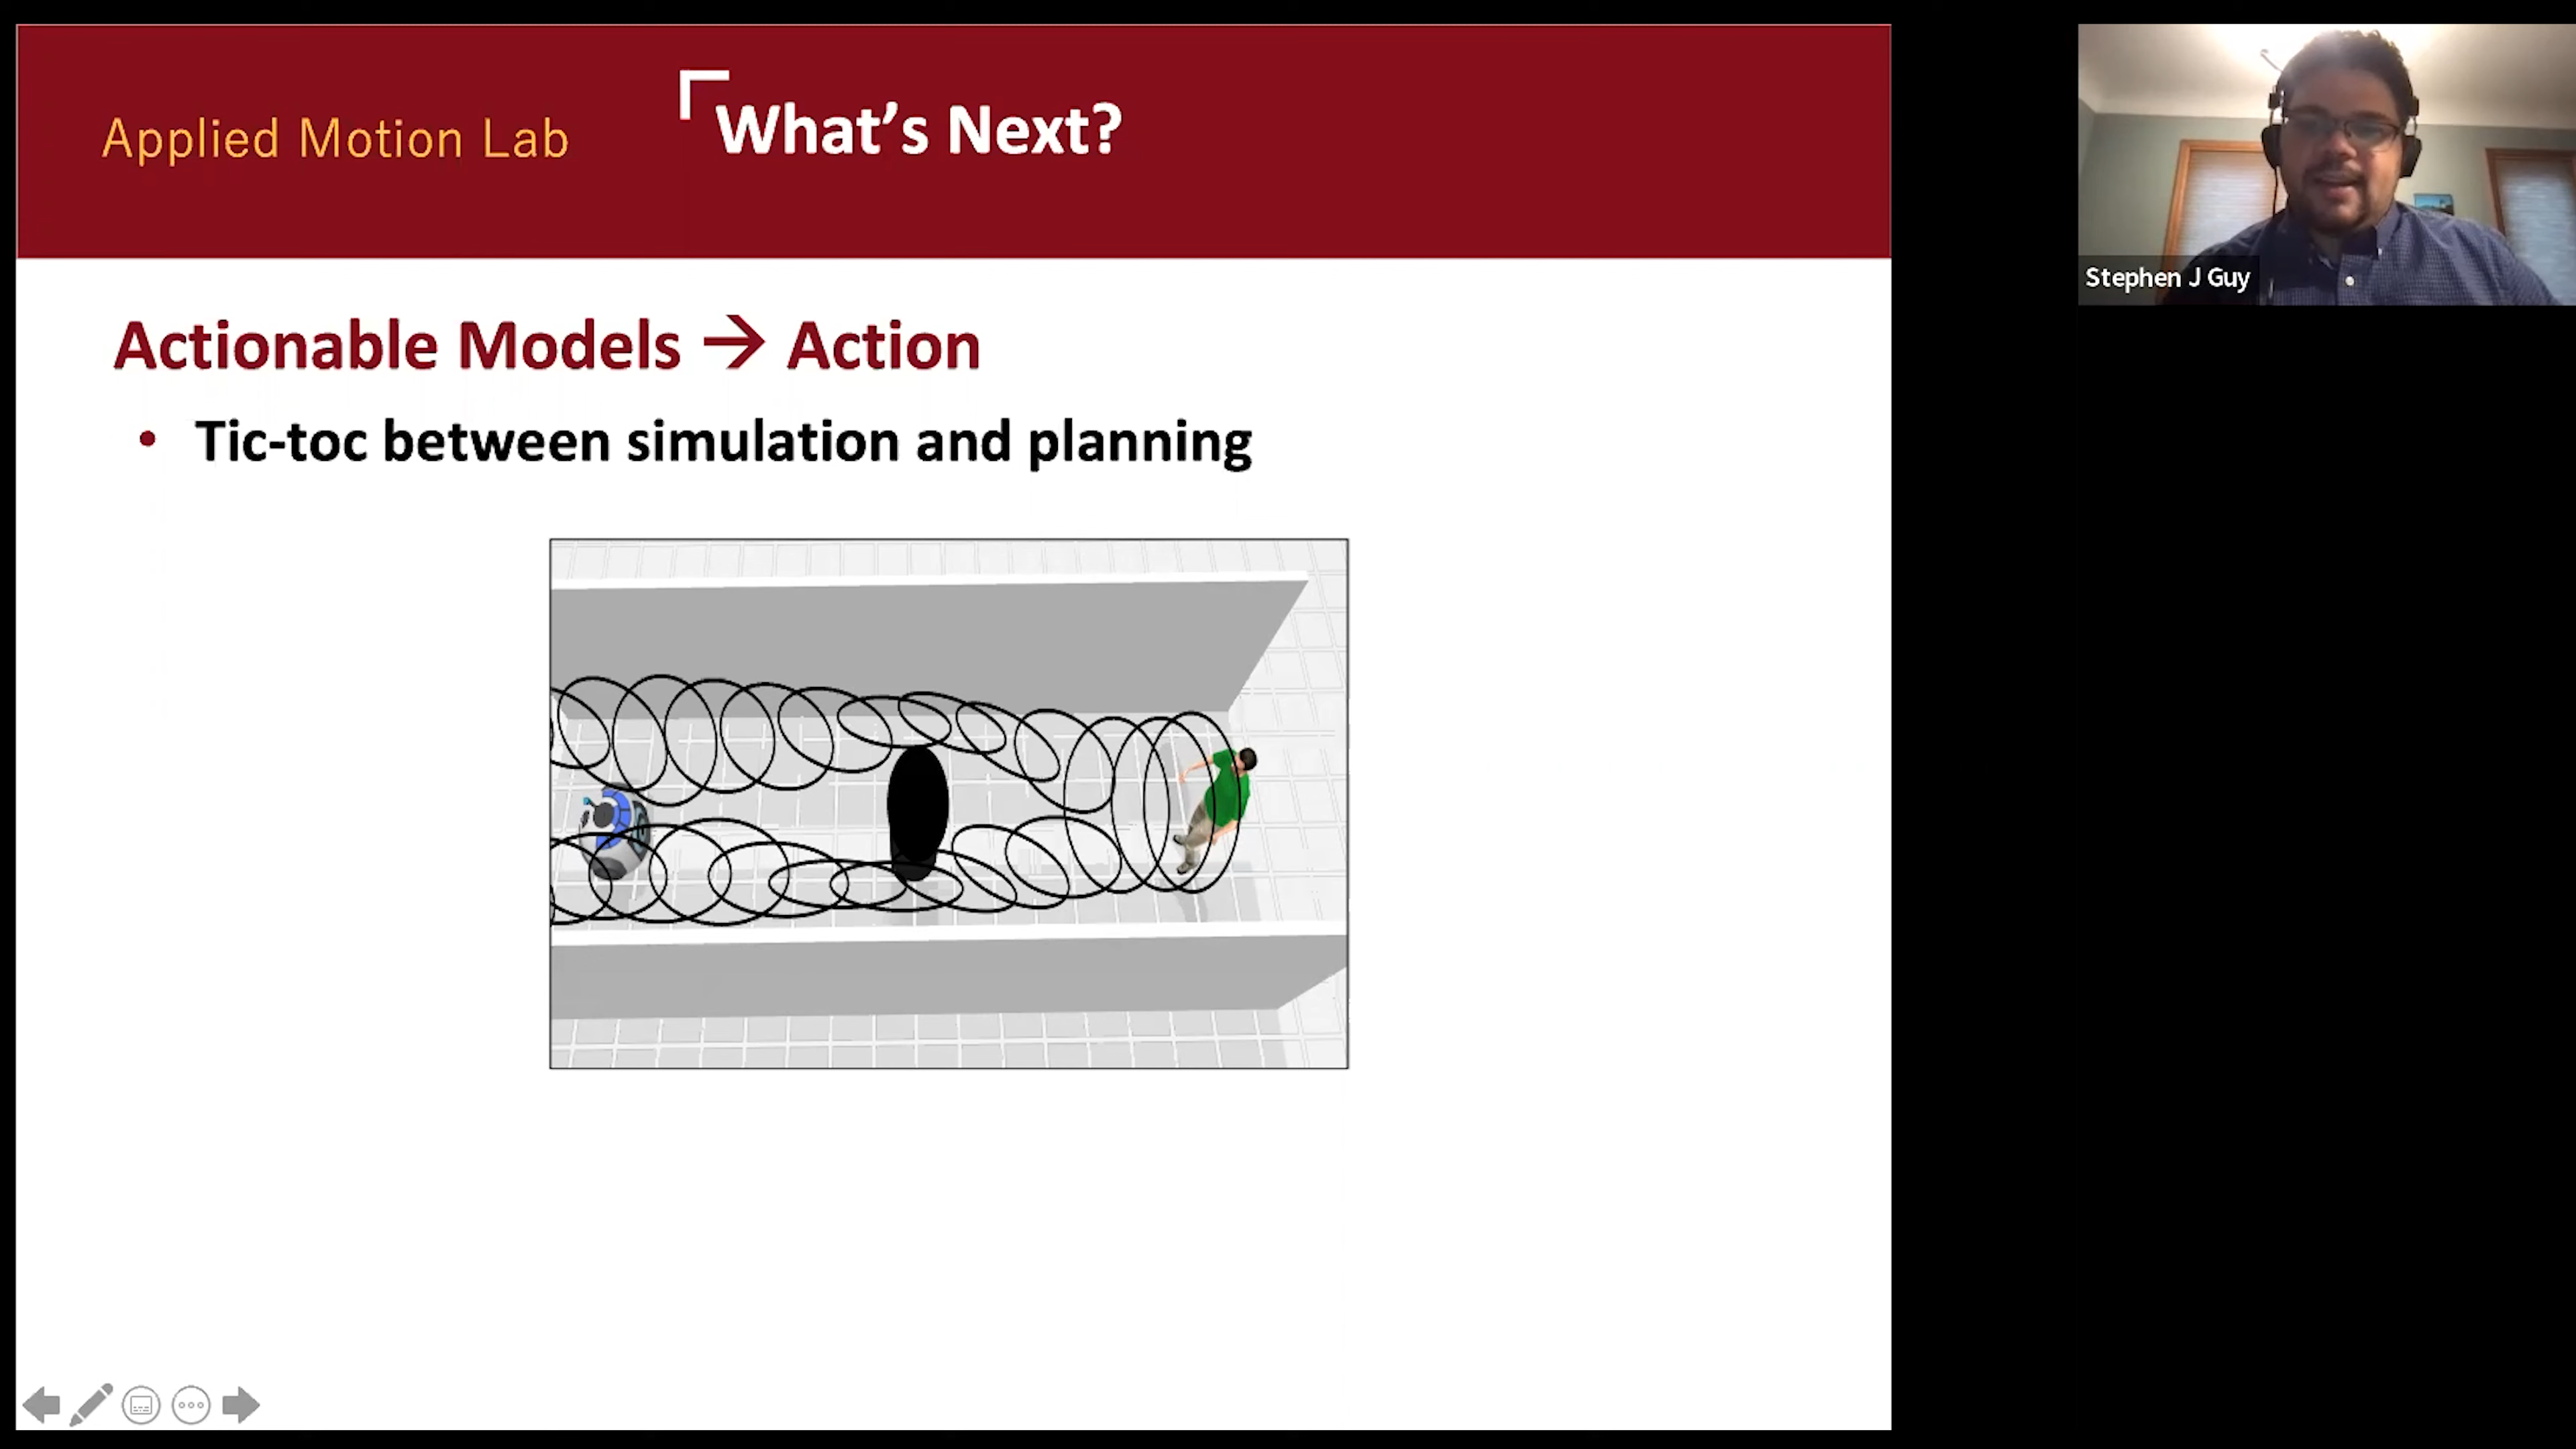 Applied Motion Lab
What's Next?
Actionable Models → Action
• Tic-toc between simulation and planning
Stephen J Guy